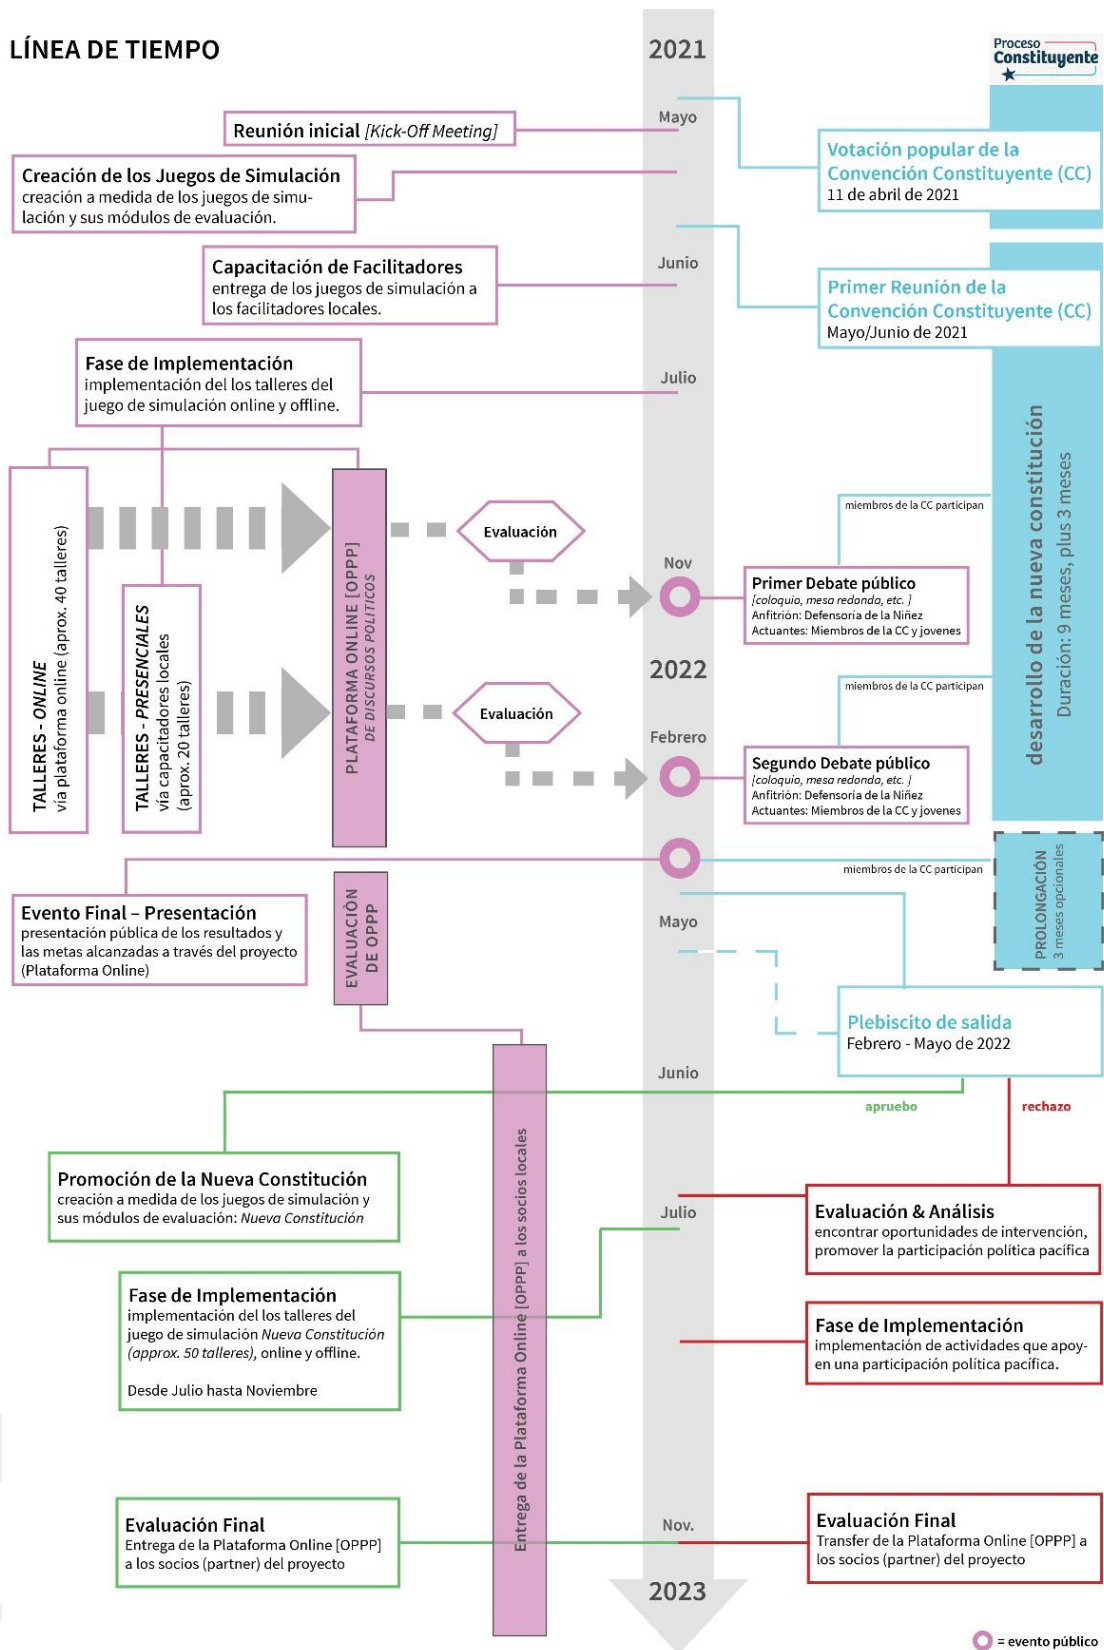 LÍNEA DE TIEMPO
2021
Proceso
Constituyente
Mayo
Reunión inicial [Kick-Off Meeting]
Votación popular de la
Convención Constituyente (CC)
11 de abril de 2021
Creación de los Juegos de Simulación
creación a medida de los juegos de simu-
lación y sus módulos de evaluación.
Junio
Capacitación de Facilitadores
entrega de los juegos de simulación a
los facilitadores locales.
Primer Reunión de la
Convención Constituyente (CC)
Mayo/Junio de 2021
Fase de Implementación
implementación del los talleres del
juego de simulación online y offline.
Julio
desarrollo de la nueva constitución
Duración: 9 meses, plus 3 meses
TALLERES - ONLINE
vía plataforma online (aprox. 40 talleres)
TALLERES - PRESENCIALES
vía capacitadores locales
(aprox. 20 talleres)
PLATAFORMA ONLINE [OPPP]
DE DISCURSOS POLITICOS
Evaluación
miembros de la CC participan
Nov
Primer Debate público
[coloquio, mesa redonda, etc. ]
Anfitrión: Defensoría de la Niñez
Actuantes: Miembros de la CC y jovenes
2022
miembros de la CC participan
Evaluación
Febrero
Segundo Debate público
[coloquio, mesa redonda, etc. ]
Anfitrión: Defensoría de la Niñez
Actuantes: Miembros de la CC y jovenes
miembros de la CC participan
PROLONGACIÓN
3 meses opcionales
Evento Final – Presentación
presentación pública de los resultados y
las metas alcanzadas a través del proyecto
(Plataforma Online)
EVALUACIÓN
DE OPPP
Mayo
Plebiscito de salida
Febrero - Mayo de 2022
Junio
apruebo
rechazo
Entrega de la Plataforma Online [OPPP] a los socios locales
Promoción de la Nueva Constitución
creación a medida de los juegos de simulación y
sus módulos de evaluación: Nueva Constitución
Julio
Evaluación & Análisis
encontrar oportunidades de intervención,
promover la participación política pacífica
Fase de Implementación
implementación del los talleres del
juego de simulación Nueva Constitución
(approx. 50 talleres), online y offline.
Desde Julio hasta Noviembre
Fase de Implementación
implementación de actividades que apoy-
en una participación política pacífica.
Evaluación Final
Entrega de la Plataforma Online [OPPP]
a los socios (partner) del proyecto
Nov.
Evaluación Final
Transfer de la Plataforma Online [OPPP] a
los socios (partner) del proyecto
2023
= evento público